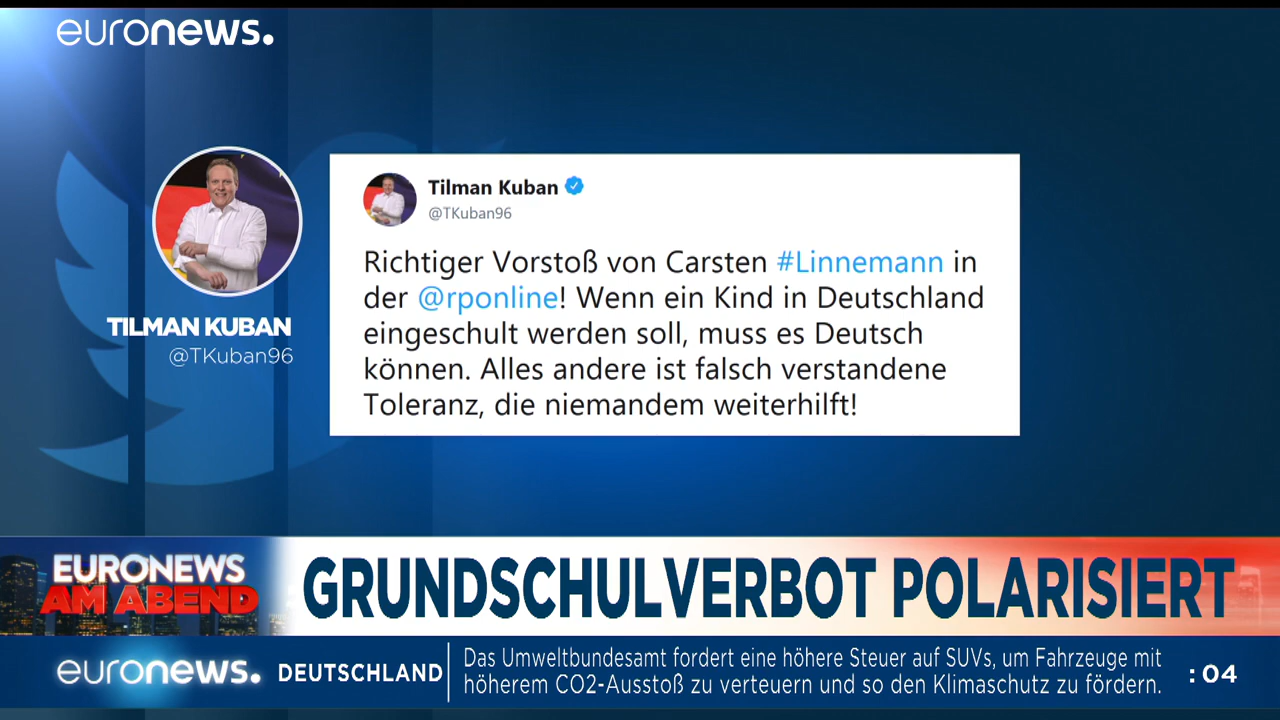 euronews.
TILMAN KUBAN
@TKuban96
Tilman Kuban
@TKuban96
Richtiger Vorstoß von Carsten #Linnemann in
der @rponline! Wenn ein Kind in Deutschland
eingeschult werden soll, muss es Deutsch
können. Alles andere ist falsch verstandene
Toleranz, die niemandem weiterhilft!
EURONEWS
AM ABEND
GRUNDSCHULVERBOT POLARISIERT
euronews.
DEUTSCHLAND
Das Umweltbundesamt fordert eine höhere Steuer auf SUVs, um Fahrzeuge mit
höherem CO2-Ausstoß zu verteuern und so den Klimaschutz zu fördern.
:04